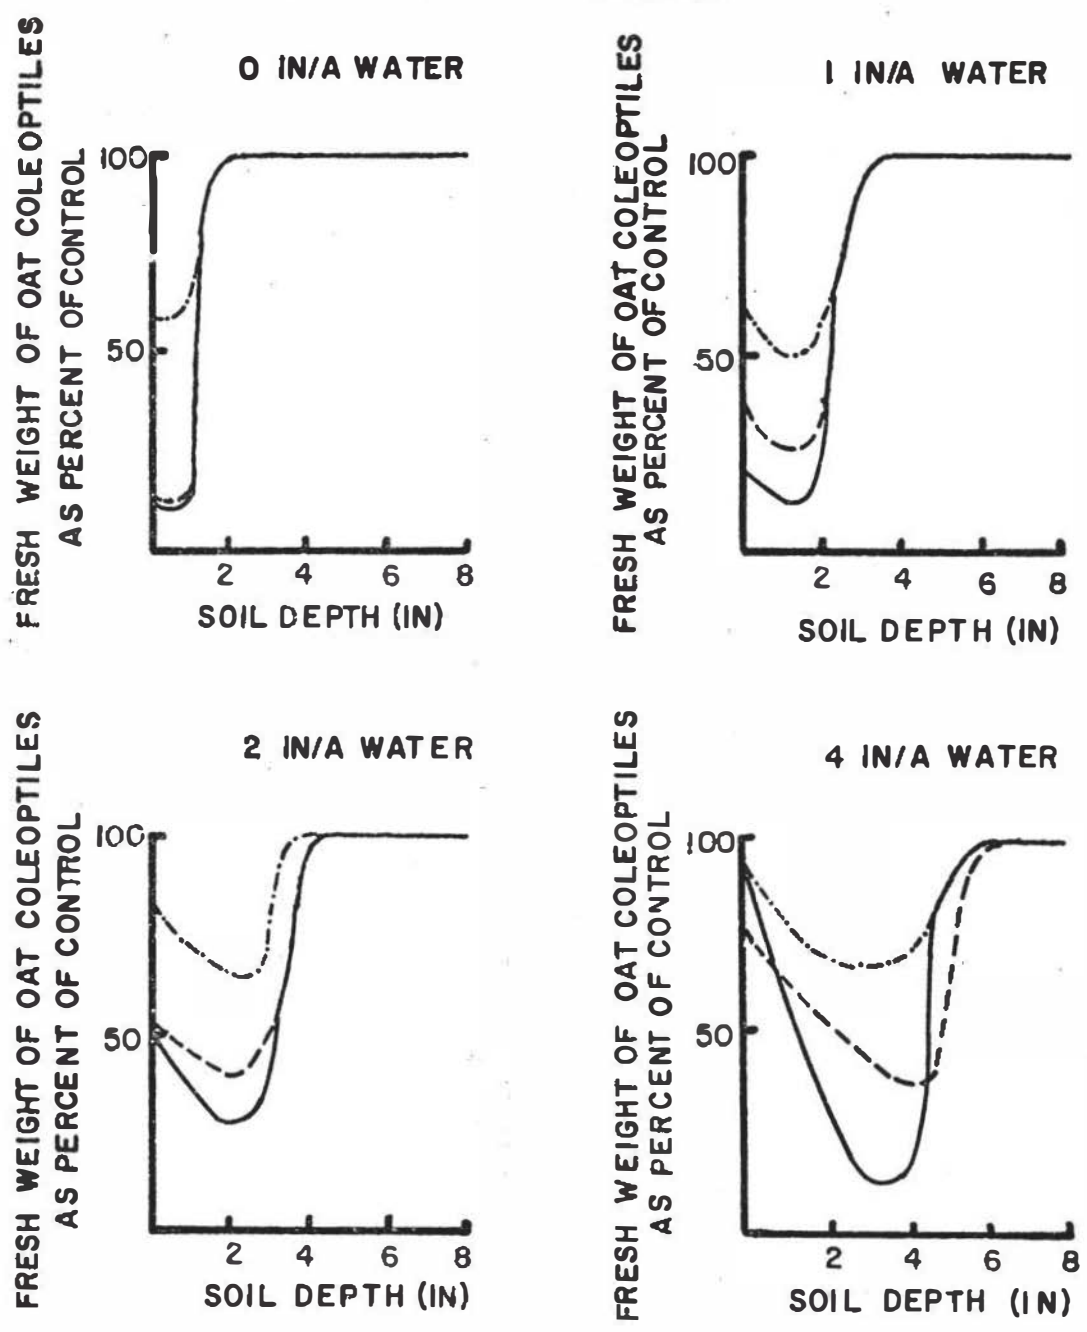 0 IN/A WATER
FRESH WEIGHT OF OAT COLEOPTILES
AS PERCENT OF CONTROL
100
50
2 4 6 8
SOIL DEPTH (IN)
1 IN/A WATER
FRESH WEIGHT OF OAT COLEOPTILES
AS PERCENT OF CONTROL
100
50
2 4 6 8
SOIL DEPTH (IN)
2 IN/A WATER
FRESH WEIGHT OF OAT COLEOPTILES
AS PERCENT OF CONTROL
100
50
2 4 6 8
SOIL DEPTH (IN)
4 IN/A WATER
FRESH WEIGHT OF OAT COLEOPTILES
AS PERCENT OF CONTROL
100
50
2 4 6 8
SOIL DEPTH (IN)